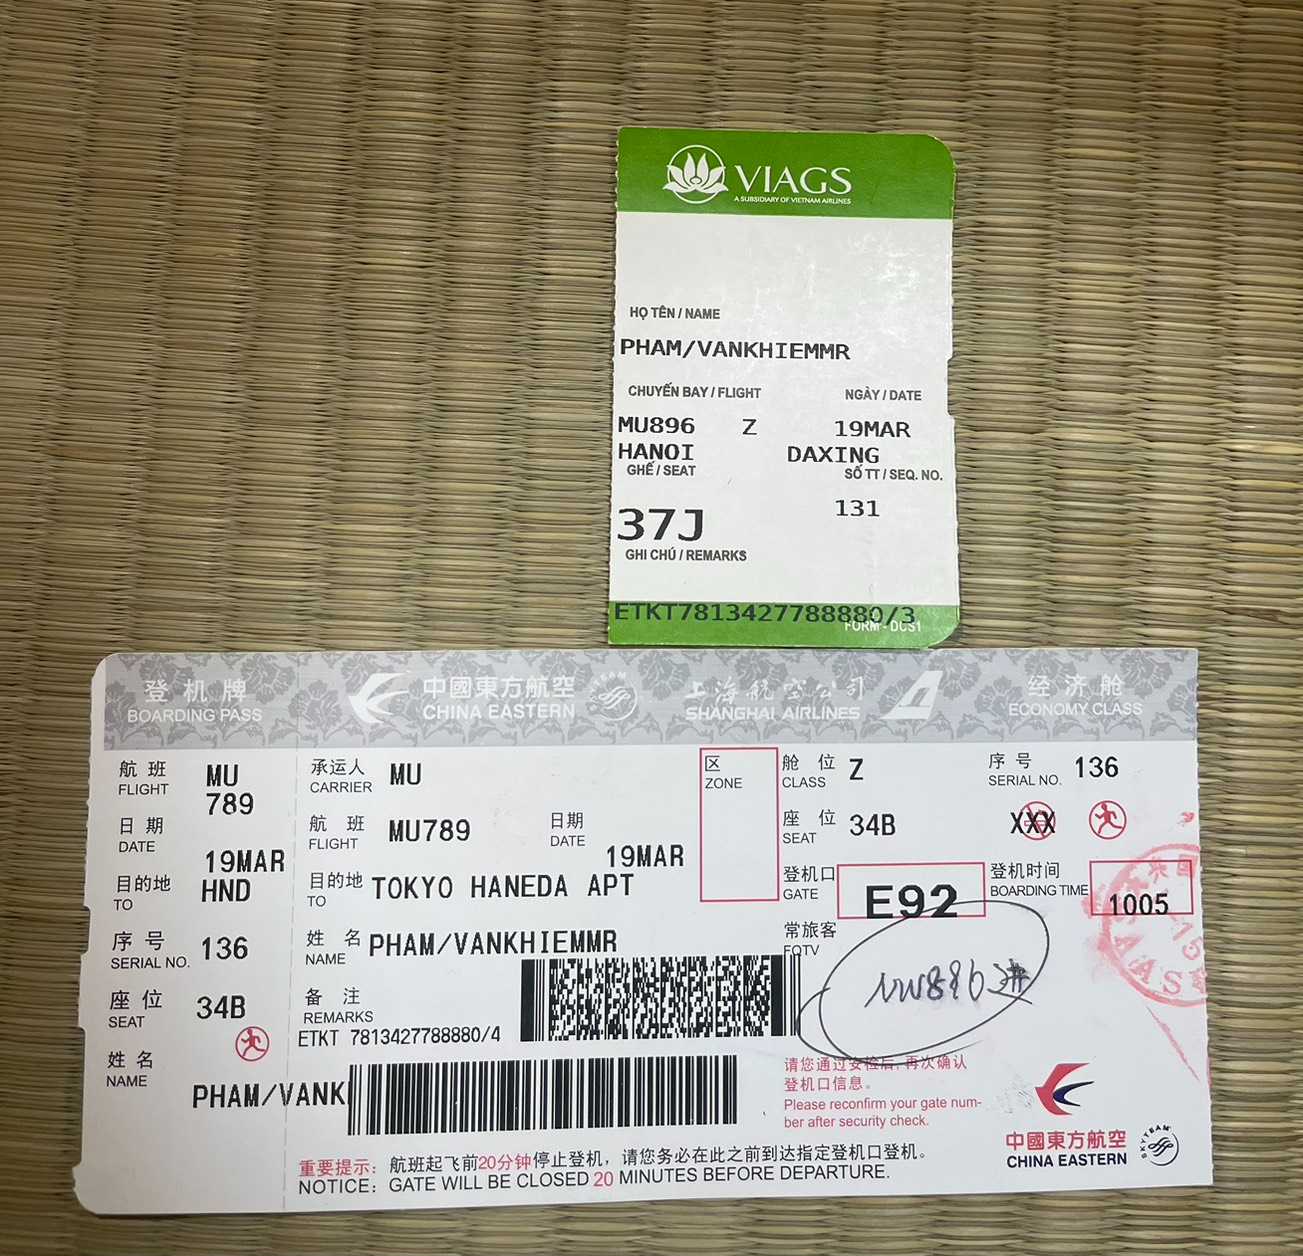 VIAGS
A SUBSIDIARY OF VIETNAM AIRLINES
HỌ TÊN / NAME
PHAM/VANKHIEMMR
CHUYẾN BAY / FLIGHT NGÀY / DATE
MU896 Z 19MAR
HANOI DAXING
GHẾ / SEAT SỐ TT / SEQ. NO.
37J 131
GHI CHÚ / REMARKS
ETKT7813427788880/3
FORM - DCS1
登机牌 中國東方航空 SKYTEAM 上海航空公司 经济舱
BOARDING PASS CHINA EASTERN SHANGHAI AIRLINES ECONOMY CLASS
航班 MU
FLIGHT 789
日期
DATE 19MAR
目的地 HND
TO
序号 136
SERIAL NO.
座位 34B
SEAT
姓名
NAME PHAM/VANK
承运人 MU
CARRIER
航班 MU789 日期
FLIGHT DATE 19MAR
目的地 TOKYO HANEDA APT
TO
姓名 PHAM/VANKHIEMMR
NAME
备注
REMARKS
ETKT 7813427788880/4
区
ZONE
舱位 Z 序号 136
CLASS SERIAL NO.
座位 34B XXX
SEAT
登机口 E92 登机时间
GATE BOARDING TIME 1005
常旅客
FQTV
MU896进
请您通过安检后,再次确认
登机口信息。
Please reconfirm your gate num-
ber after security check.
中國東方航空
CHINA EASTERN
SKYTEAM
重要提示：航班起飞前20分钟停止登机，请您务必在此之前到达指定登机口登机。
NOTICE: GATE WILL BE CLOSED 20 MINUTES BEFORE DEPARTURE.